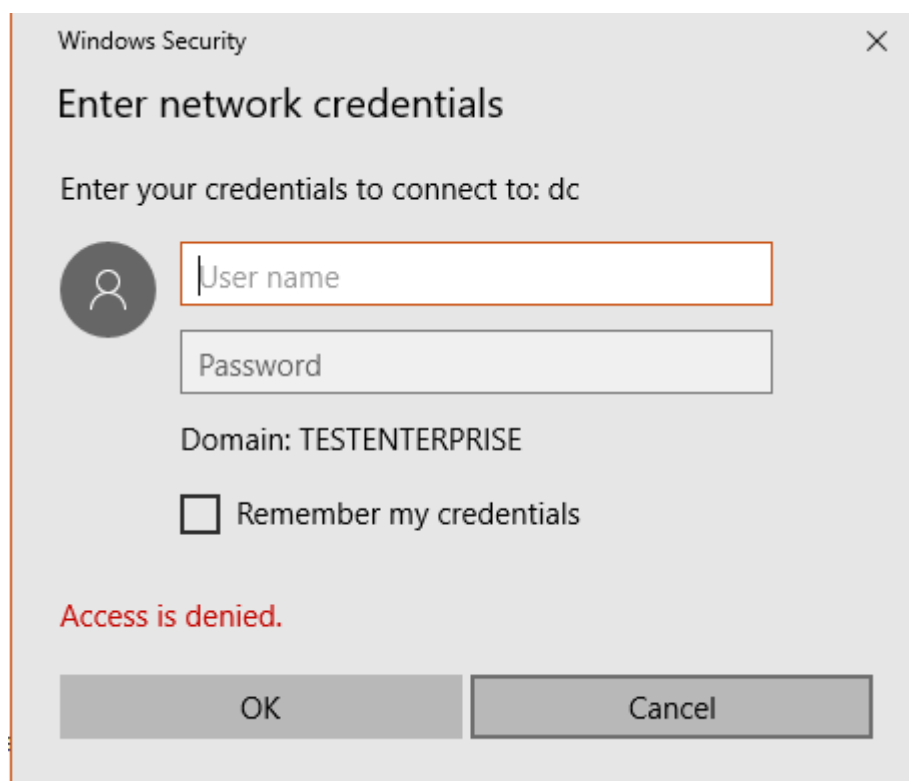 Windows Security
Enter network credentials
Enter your credentials to connect to: dc
User name
Password
Domain: TESTENTERPRISE
Remember my credentials
Access is denied.
OK Cancel